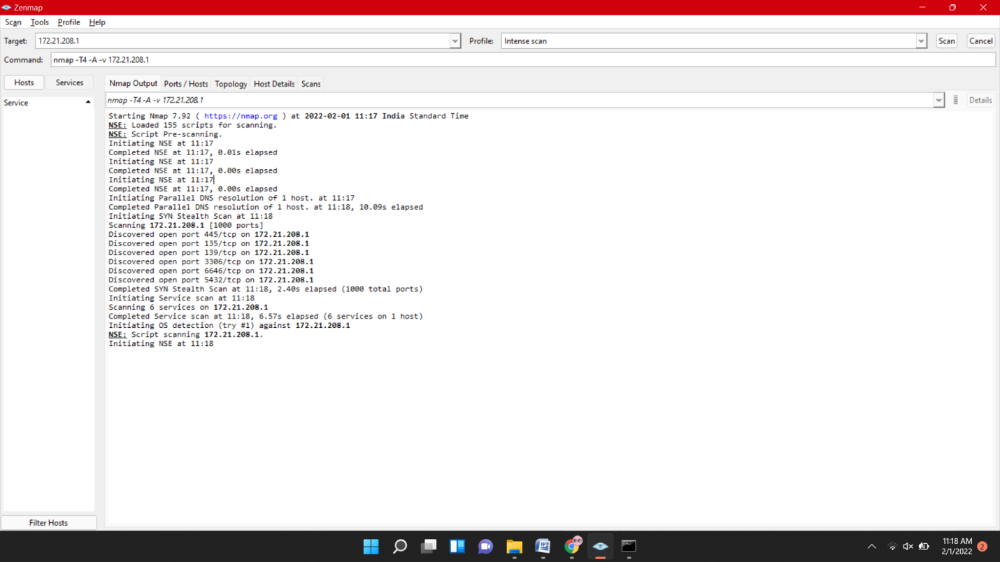 Zenmap
Scan Tools Profile Help
Target: 172.21.208.1 Profile: Intense scan Scan Cancel
Command: nmap -T4 -A -v 172.21.208.1
Hosts Services Nmap Output Ports / Hosts Topology Host Details Scans
Service nmap -T4 -A -v 172.21.208.1 Details
Starting Nmap 7.92 ( https://nmap.org ) at 2022-02-01 11:17 India Standard Time
NSE: Loaded 155 scripts for scanning.
NSE: Script Pre-scanning.
Initiating NSE at 11:17
Completed NSE at 11:17, 0.01s elapsed
Initiating NSE at 11:17
Completed NSE at 11:17, 0.00s elapsed
Initiating NSE at 11:17
Completed NSE at 11:17, 0.00s elapsed
Initiating Parallel DNS resolution of 1 host. at 11:17
Completed Parallel DNS resolution of 1 host. at 11:18, 10.09s elapsed
Initiating SYN Stealth Scan at 11:18
Scanning 172.21.208.1 [1000 ports]
Discovered open port 445/tcp on 172.21.208.1
Discovered open port 135/tcp on 172.21.208.1
Discovered open port 139/tcp on 172.21.208.1
Discovered open port 3306/tcp on 172.21.208.1
Discovered open port 6646/tcp on 172.21.208.1
Discovered open port 5432/tcp on 172.21.208.1
Completed SYN Stealth Scan at 11:18, 2.40s elapsed (1000 total ports)
Initiating Service scan at 11:18
Scanning 6 services on 172.21.208.1
Completed Service scan at 11:18, 6.57s elapsed (6 services on 1 host)
Initiating OS detection (try #1) against 172.21.208.1
NSE: Script scanning 172.21.208.1.
Initiating NSE at 11:18
Filter Hosts
11:18 AM
2/1/2022
2